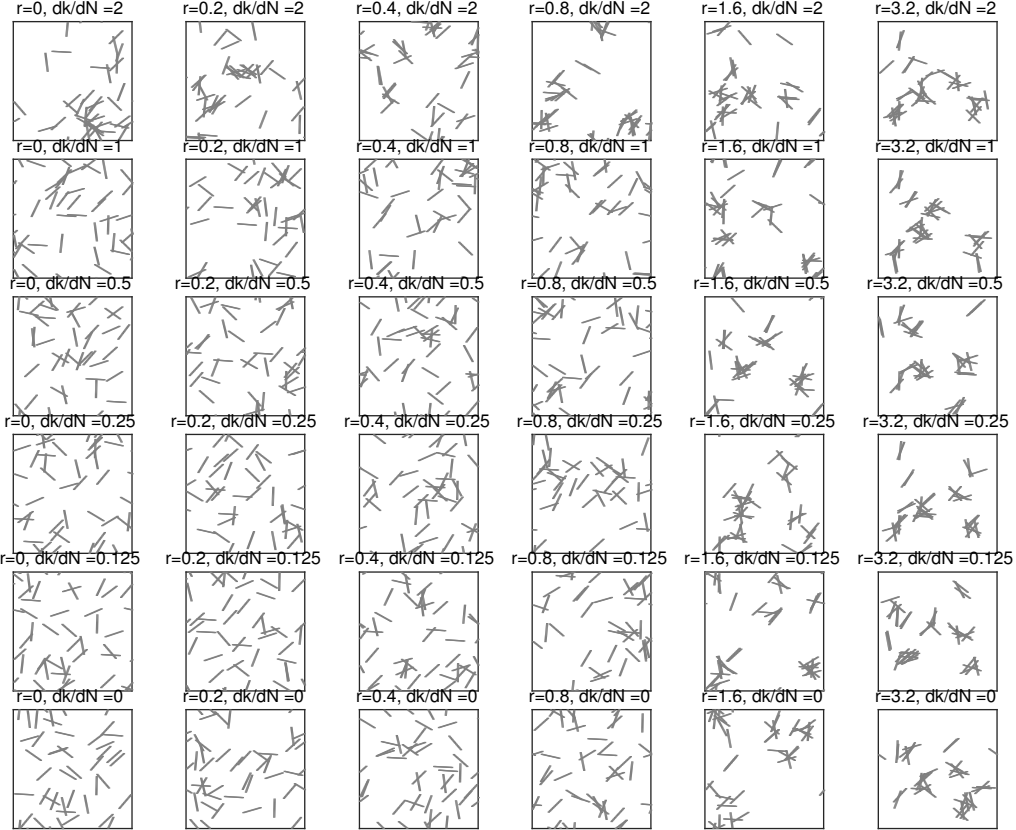 r=0, dk/dN =2 r=0.2, dk/dN =2 r=0.4, dk/dN =2 r=0.8, dk/dN =2 r=1.6, dk/dN =2 r=3.2, dk/dN =2
r=0, dk/dN =1 r=0.2, dk/dN =1 r=0.4, dk/dN =1 r=0.8, dk/dN =1 r=1.6, dk/dN =1 r=3.2, dk/dN =1
r=0, dk/dN =0.5 r=0.2, dk/dN =0.5 r=0.4, dk/dN =0.5 r=0.8, dk/dN =0.5 r=1.6, dk/dN =0.5 r=3.2, dk/dN =0.5
r=0, dk/dN =0.25 r=0.2, dk/dN =0.25 r=0.4, dk/dN =0.25 r=0.8, dk/dN =0.25 r=1.6, dk/dN =0.25 r=3.2, dk/dN =0.25
r=0, dk/dN =0.125 r=0.2, dk/dN =0.125 r=0.4, dk/dN =0.125 r=0.8, dk/dN =0.125 r=1.6, dk/dN =0.125 r=3.2, dk/dN =0.125
r=0, dk/dN =0 r=0.2, dk/dN =0 r=0.4, dk/dN =0 r=0.8, dk/dN =0 r=1.6, dk/dN =0 r=3.2, dk/dN =0